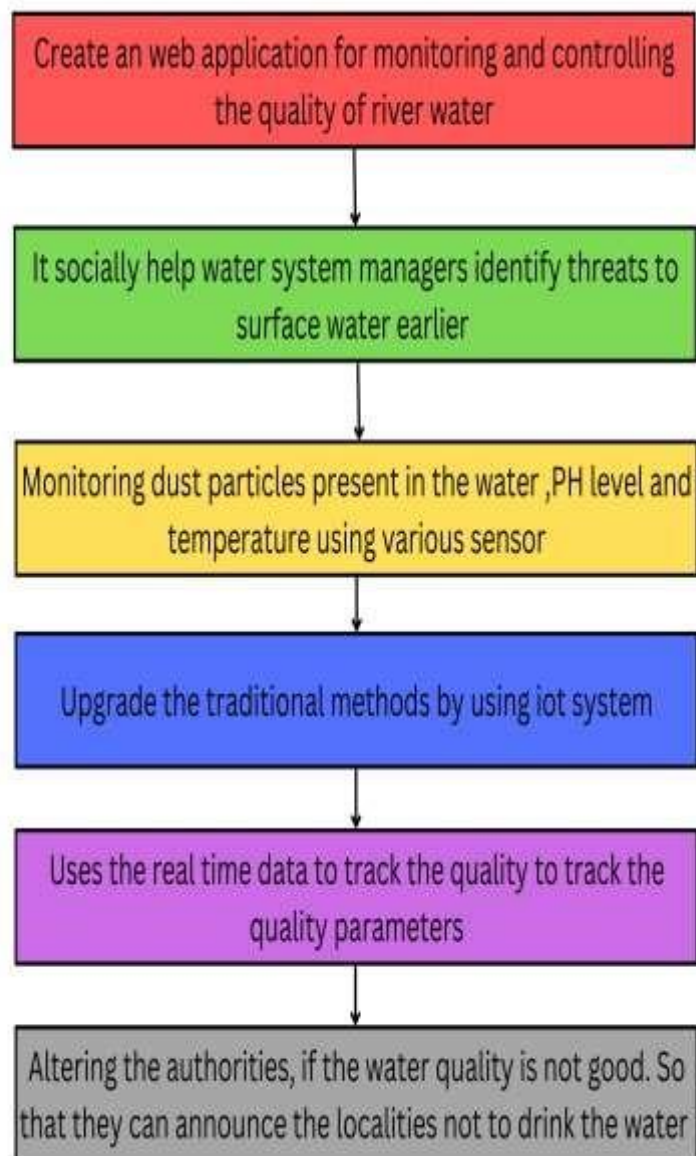 Create an web application for monitoring and controlling
the quality of river water
It socially help water system managers identify threats to
surface water earlier
Monitoring dust particles present in the water ,PH level and
temperature using various sensor
Upgrade the traditional methods by using iot system
Uses the real time data to track the quality to track the
quality parameters
Altering the authorities, if the water quality is not good. So
that they can announce the localities not to drink the water